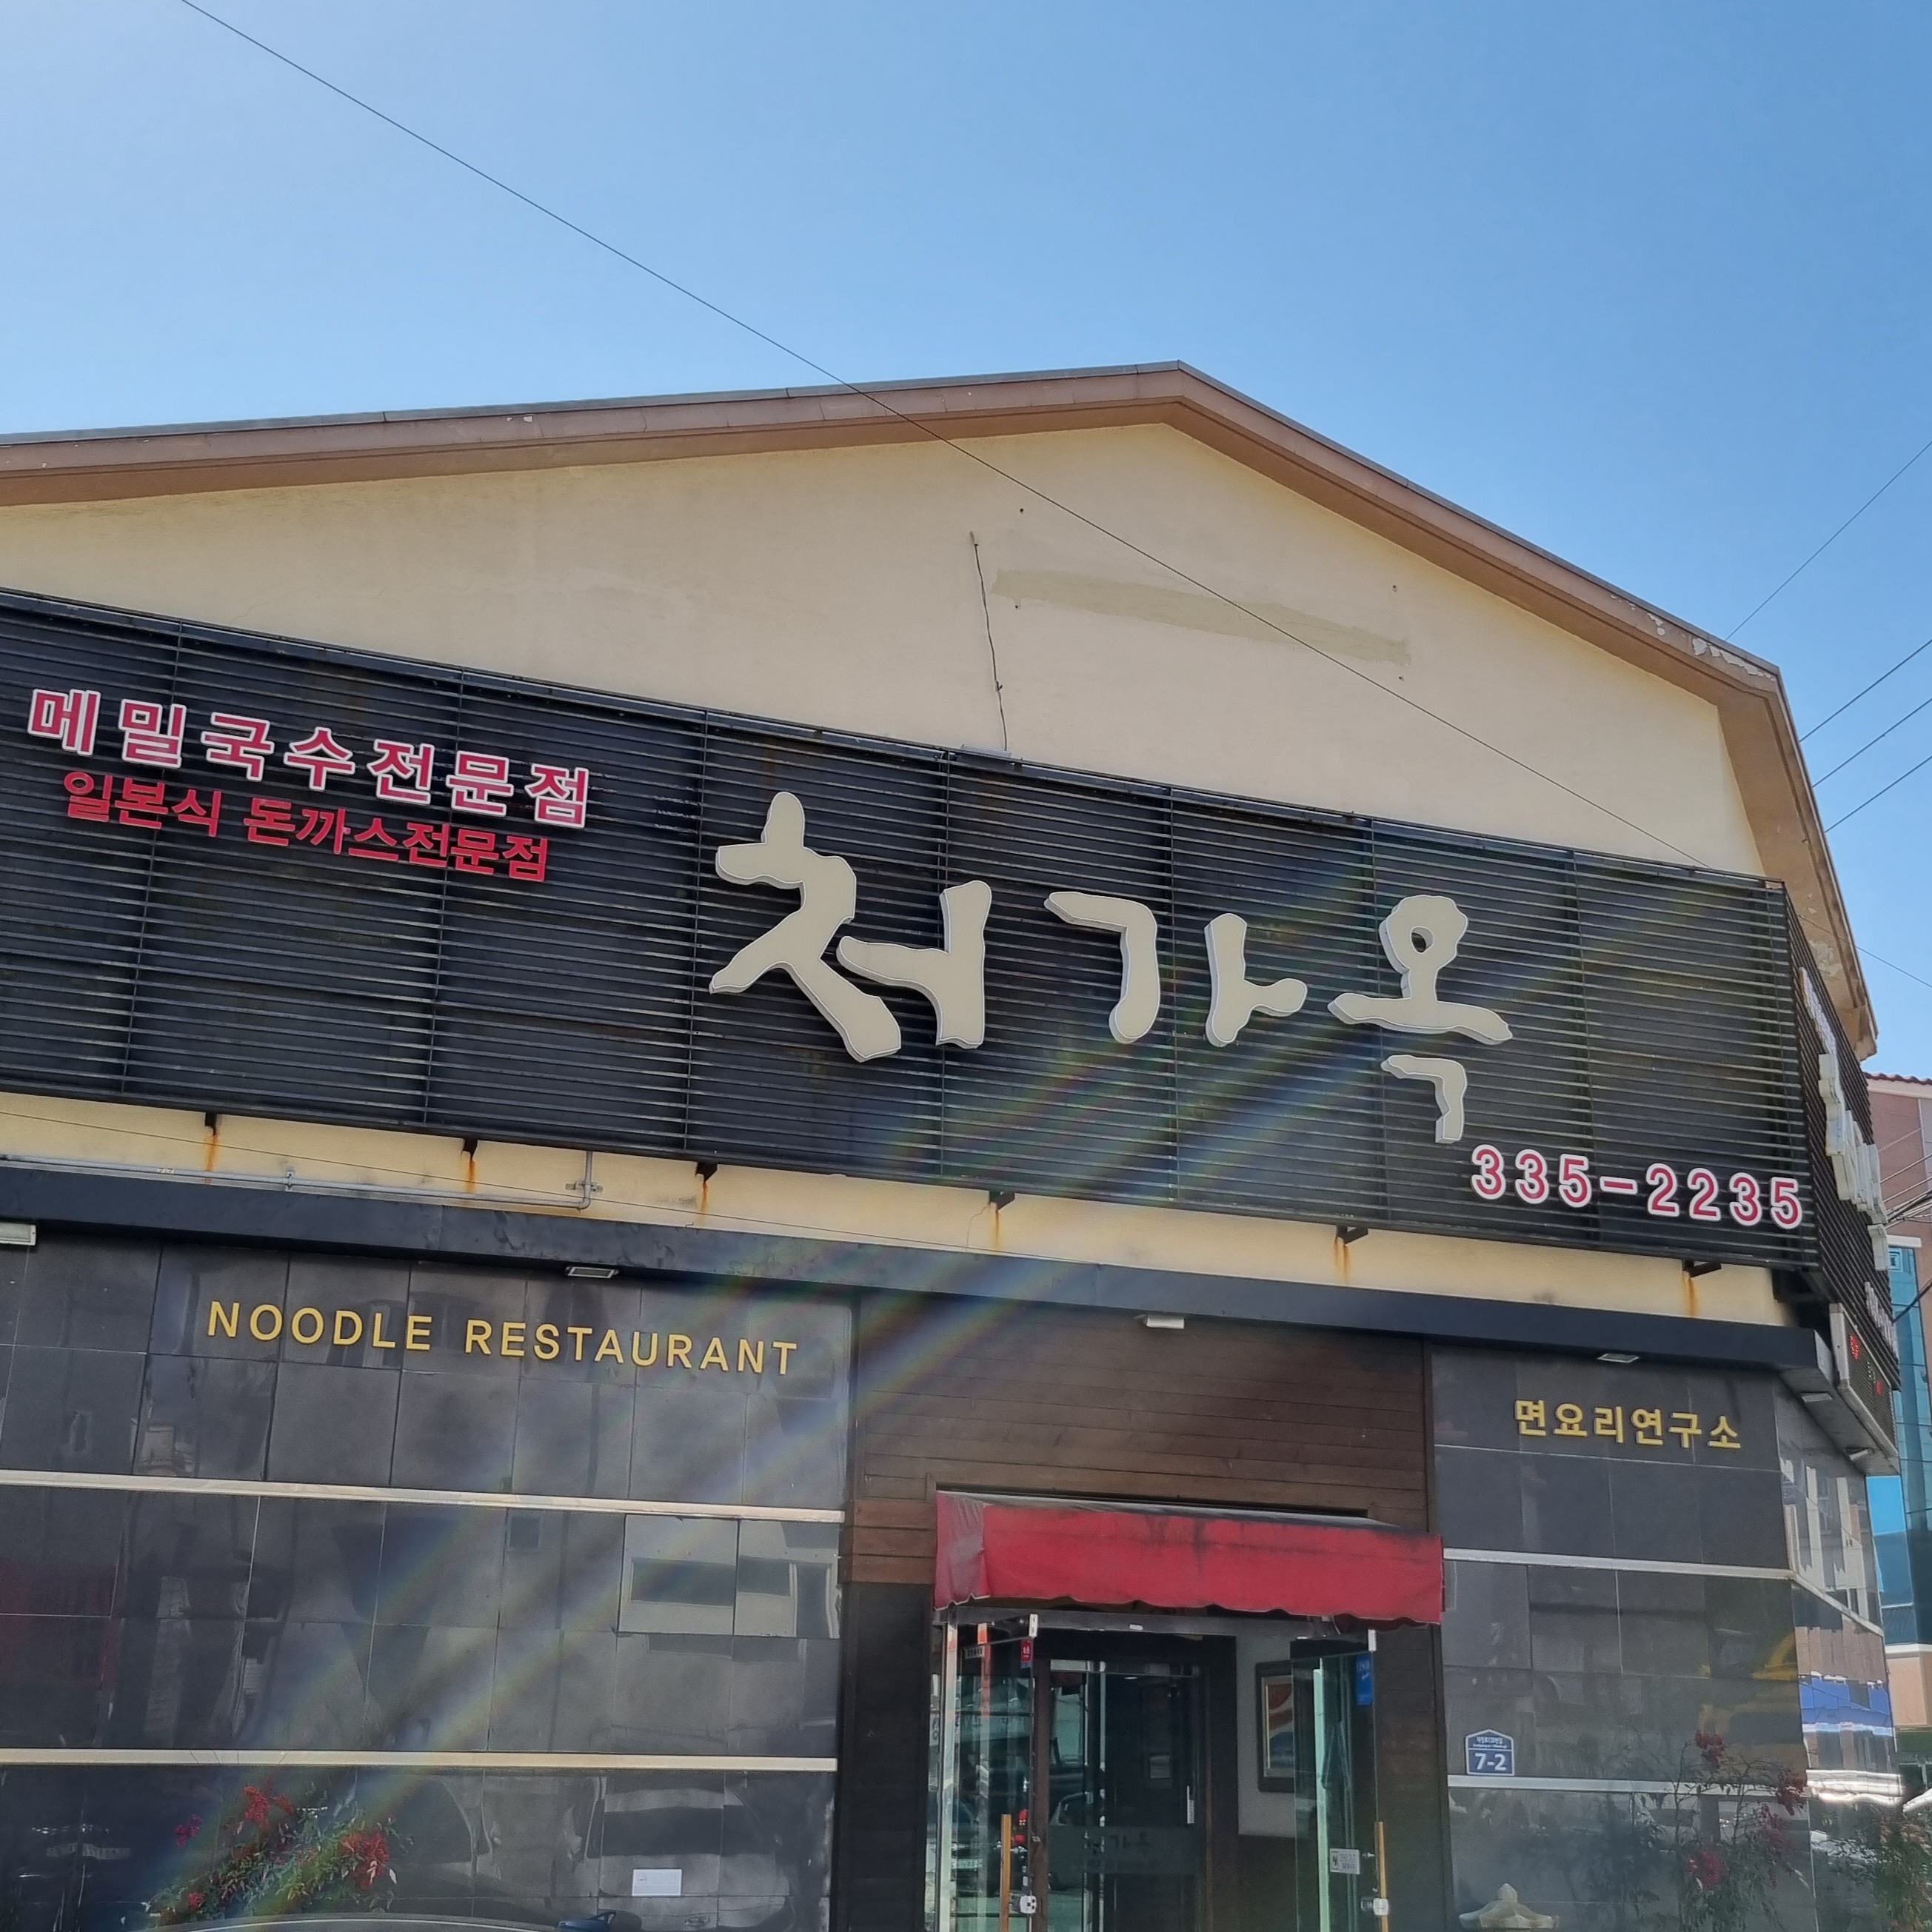 메밀국수전문점
일본식 돈까스전문점
처가옥
335-2235
NOODLE RESTAURANT
면요리연구소
7-2